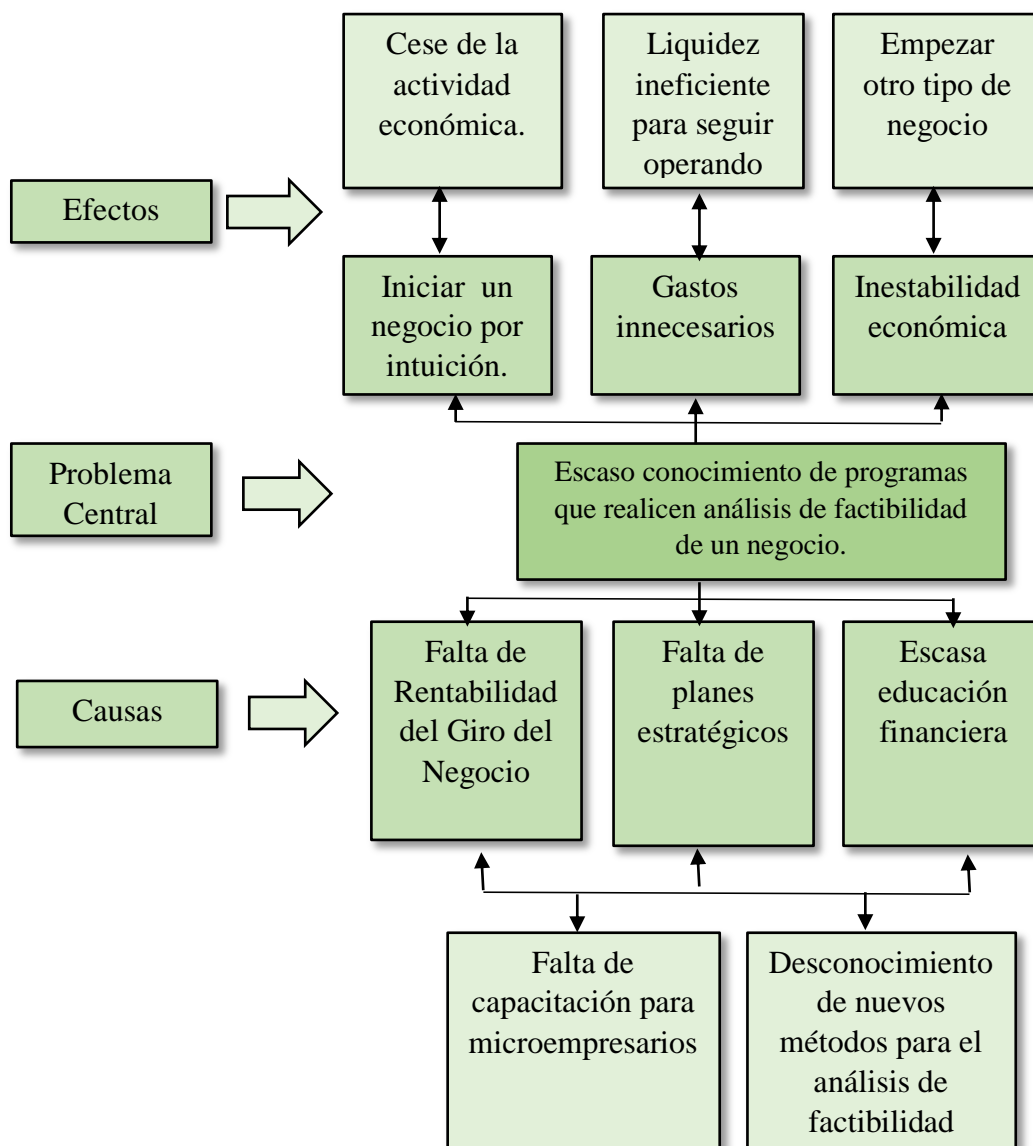 Cese de la
actividad
económica.
Liquidez
ineficiente
para seguir
operando
Empezar
otro tipo de
negocio
Efectos
Iniciar un
negocio por
intuición.
Gastos
innecesarios
Inestabilidad
económica
Problema
Central
Escaso conocimiento de programas
que realicen análisis de factibilidad
de un negocio.
Causas
Falta de
Rentabilidad
del Giro del
Negocio
Falta de
planes
estratégicos
Escasa
educación
financiera
Falta de
capacitación para
microempresarios
Desconocimiento
de nuevos
métodos para el
análisis de
factibilidad